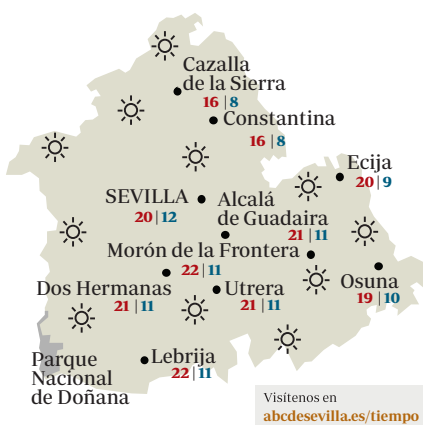 Cazalla
de la Sierra
16 | 8
Constantina
16 | 8
Ecija
20 | 9
SEVILLA
20 | 12
Alcalá
de Guadaira
21 | 11
Morón de la Frontera
22 | 11
Dos Hermanas
21 | 11
Utrera
21 | 11
Osuna
19 | 10
Parque
Nacional
de Doñana
Lebrija
22 | 11
Visítenos en
abcdesevilla.es/tiempo